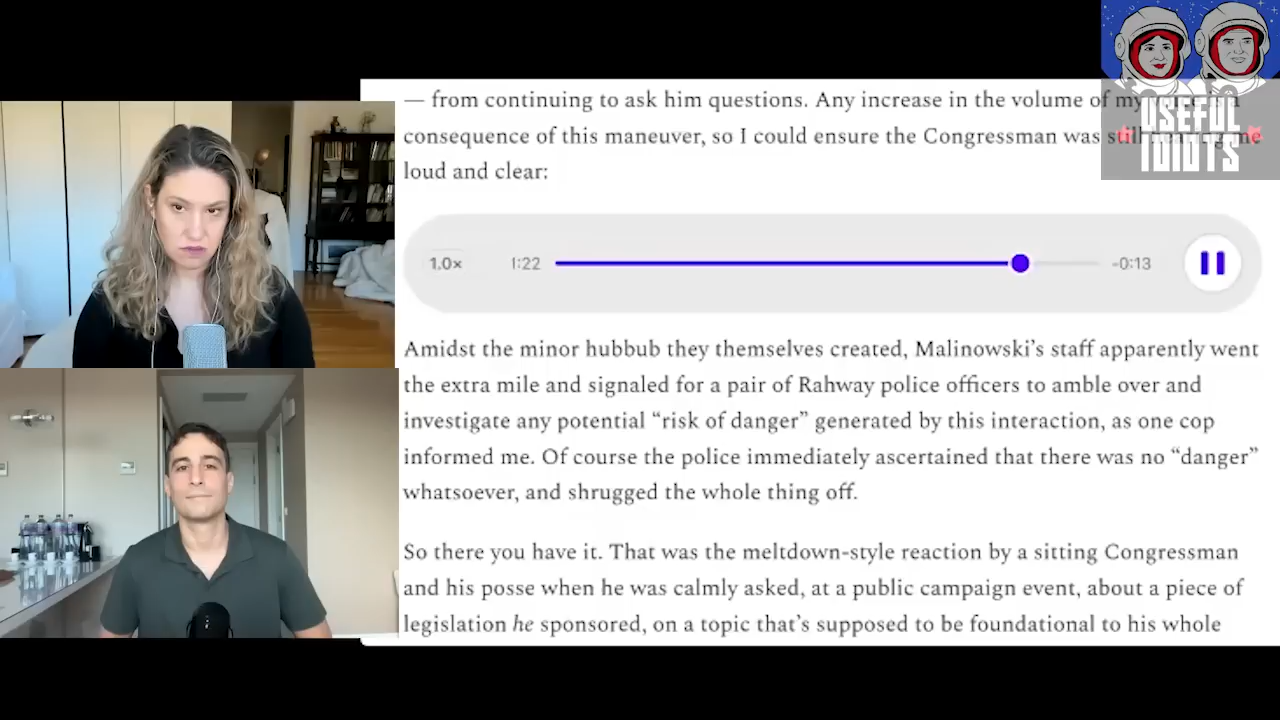 — from continuing to ask him questions. Any increase in the volume of my
consequence of this maneuver, so I could ensure the Congressman was still
loud and clear:
1.0×
1:22
-0:13
USEFUL
IDIOTS
Amidst the minor hubbub they themselves created, Malinowski’s staff apparently went
the extra mile and signaled for a pair of Rahway police officers to amble over and
investigate any potential “risk of danger” generated by this interaction, as one cop
informed me. Of course the police immediately ascertained that there was no “danger”
whatsoever, and shrugged the whole thing off.
So there you have it. That was the meltdown-style reaction by a sitting Congressman
and his posse when he was calmly asked, at a public campaign event, about a piece of
legislation he sponsored, on a topic that’s supposed to be foundational to his whole